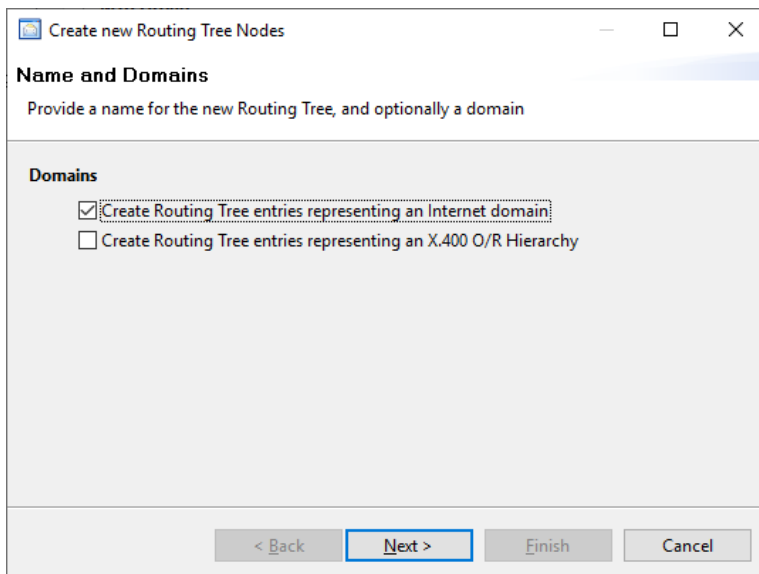 Create new Routing Tree Nodes
Name and Domains
Provide a name for the new Routing Tree, and optionally a domain
Domains
Create Routing Tree entries representing an Internet domain
Create Routing Tree entries representing an X.400 O/R Hierarchy
< Back Next > Finish Cancel